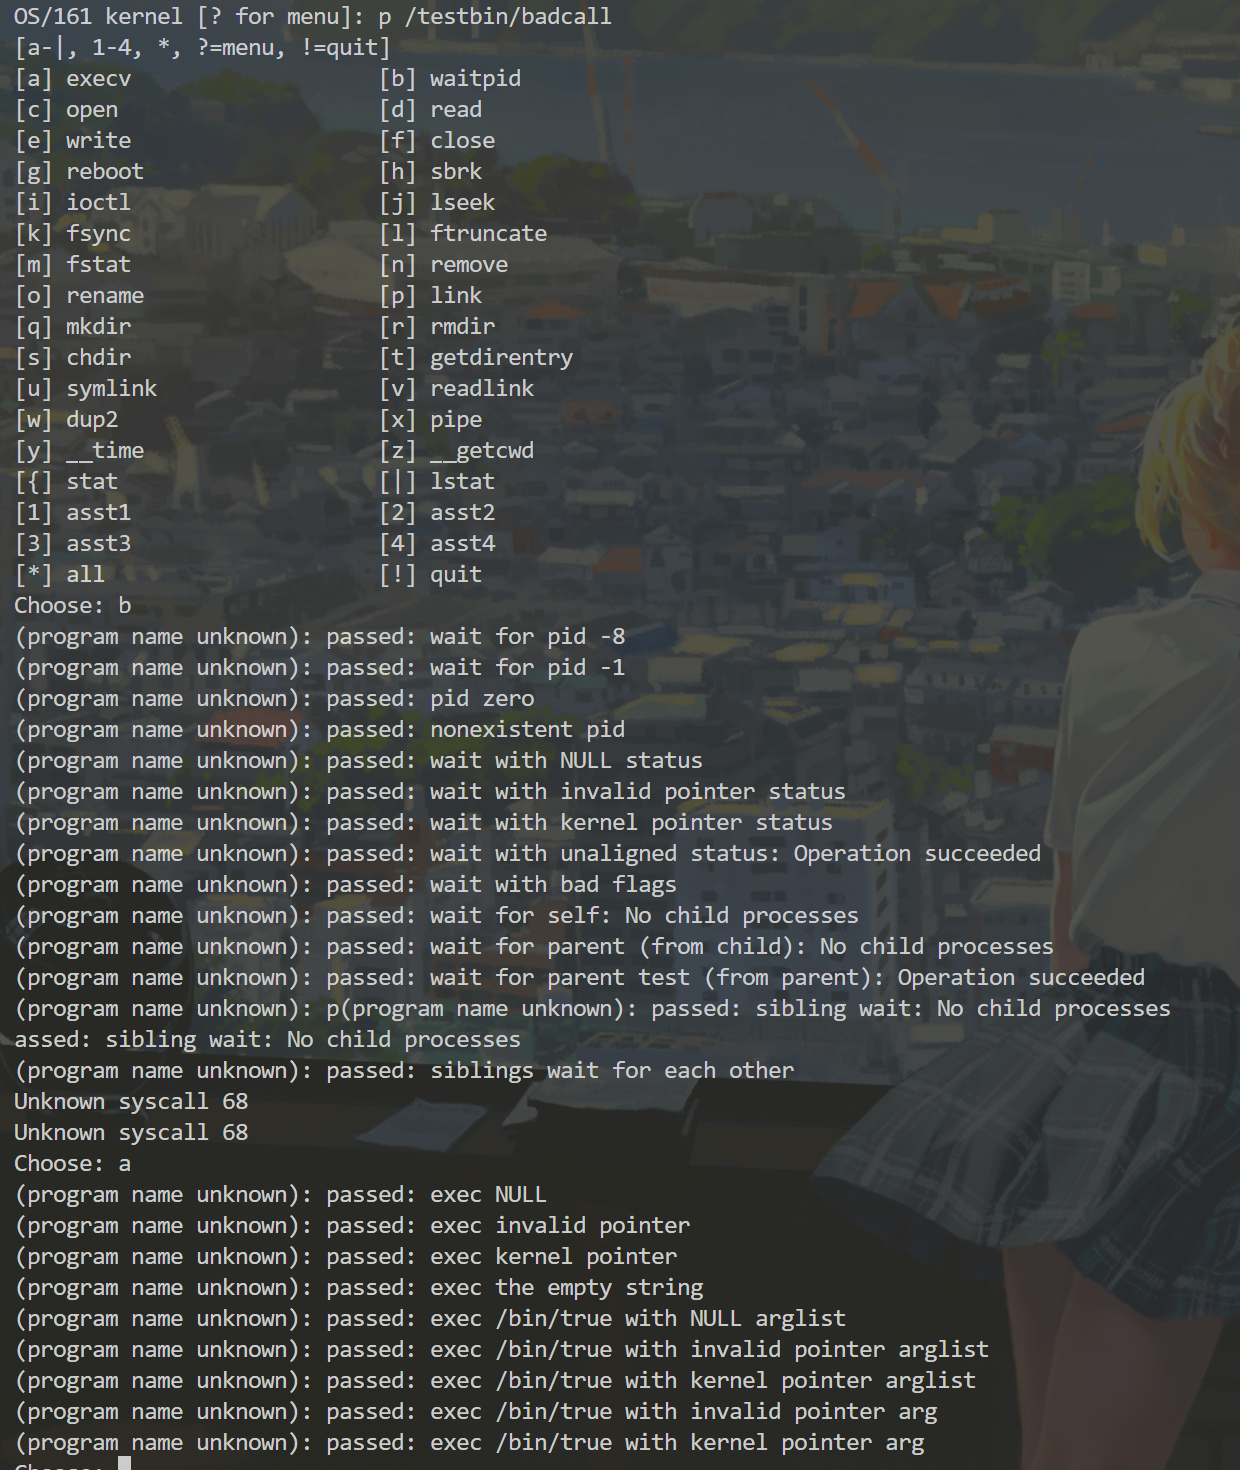 OS/161 kernel [? for menu]: p /testbin/badcall
[a-|, 1-4, *, ?=menu, !=quit]
[a] execv                   [b] waitpid
[c] open                    [d] read
[e] write                   [f] close
[g] reboot                  [h] sbrk
[i] ioctl                   [j] lseek
[k] fsync                   [l] ftruncate
[m] fstat                   [n] remove
[o] rename                  [p] link
[q] mkdir                   [r] rmdir
[s] chdir                   [t] getdirentry
[u] symlink                 [v] readlink
[w] dup2                    [x] pipe
[y] __time                  [z] __getcwd
[{] stat                    [|] lstat
[1] asst1                   [2] asst2
[3] asst3                   [4] asst4
[*] all                     [!] quit
Choose: b
(program name unknown): passed: wait for pid -8
(program name unknown): passed: wait for pid -1
(program name unknown): passed: pid zero
(program name unknown): passed: nonexistent pid
(program name unknown): passed: wait with NULL status
(program name unknown): passed: wait with invalid pointer status
(program name unknown): passed: wait with kernel pointer status
(program name unknown): passed: wait with unaligned status: Operation succeeded
(program name unknown): passed: wait with bad flags
(program name unknown): passed: wait for self: No child processes
(program name unknown): passed: wait for parent (from child): No child processes
(program name unknown): passed: wait for parent test (from parent): Operation succeeded
(program name unknown): p(program name unknown): passed: sibling wait: No child processes
assed: sibling wait: No child processes
(program name unknown): passed: siblings wait for each other
Unknown syscall 68
Unknown syscall 68
Choose: a
(program name unknown): passed: exec NULL
(program name unknown): passed: exec invalid pointer
(program name unknown): passed: exec kernel pointer
(program name unknown): passed: exec the empty string
(program name unknown): passed: exec /bin/true with NULL arglist
(program name unknown): passed: exec /bin/true with invalid pointer arglist
(program name unknown): passed: exec /bin/true with kernel pointer arglist
(program name unknown): passed: exec /bin/true with invalid pointer arg
(program name unknown): passed: exec /bin/true with kernel pointer arg
Choose: